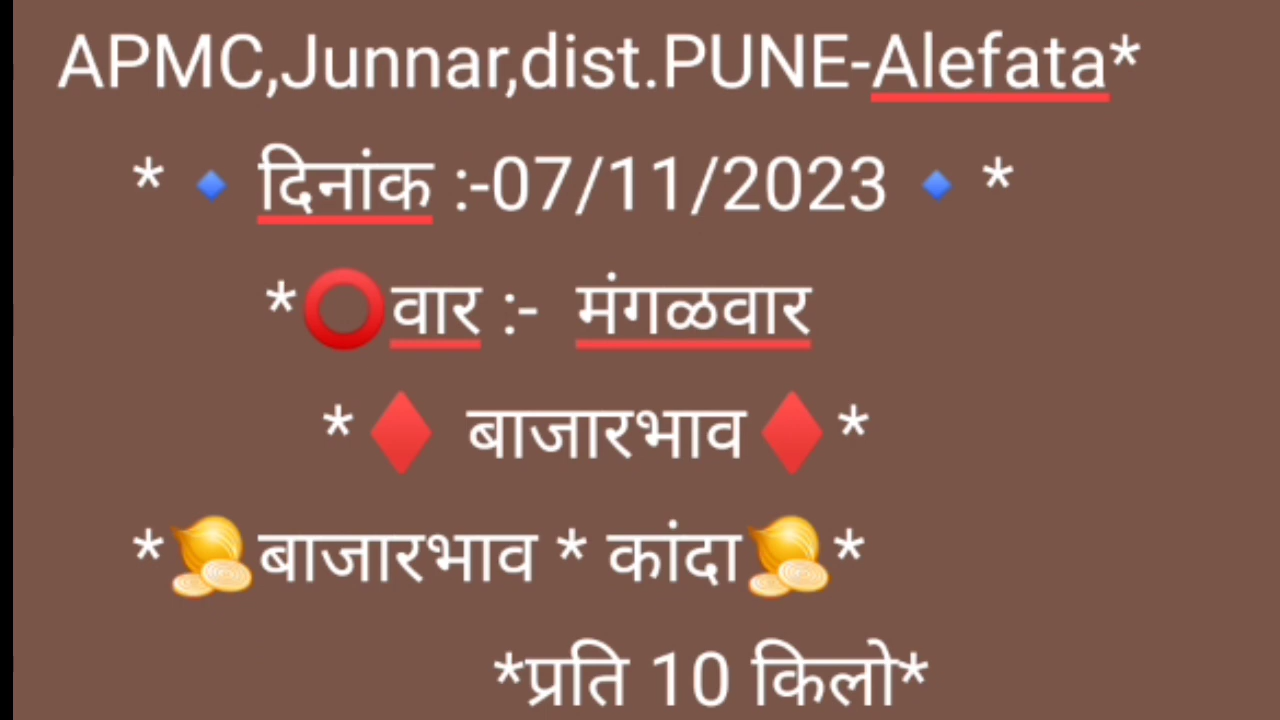 APMC,Junnar,dist.PUNE-Alefata*
*🔹दिनांक :-07/11/2023🔹*
*⭕वार :- मंगळवार
*♦️ बाजारभाव♦️*
*🧅बाजारभाव * कांदा🧅*
*प्रति 10 किलो*